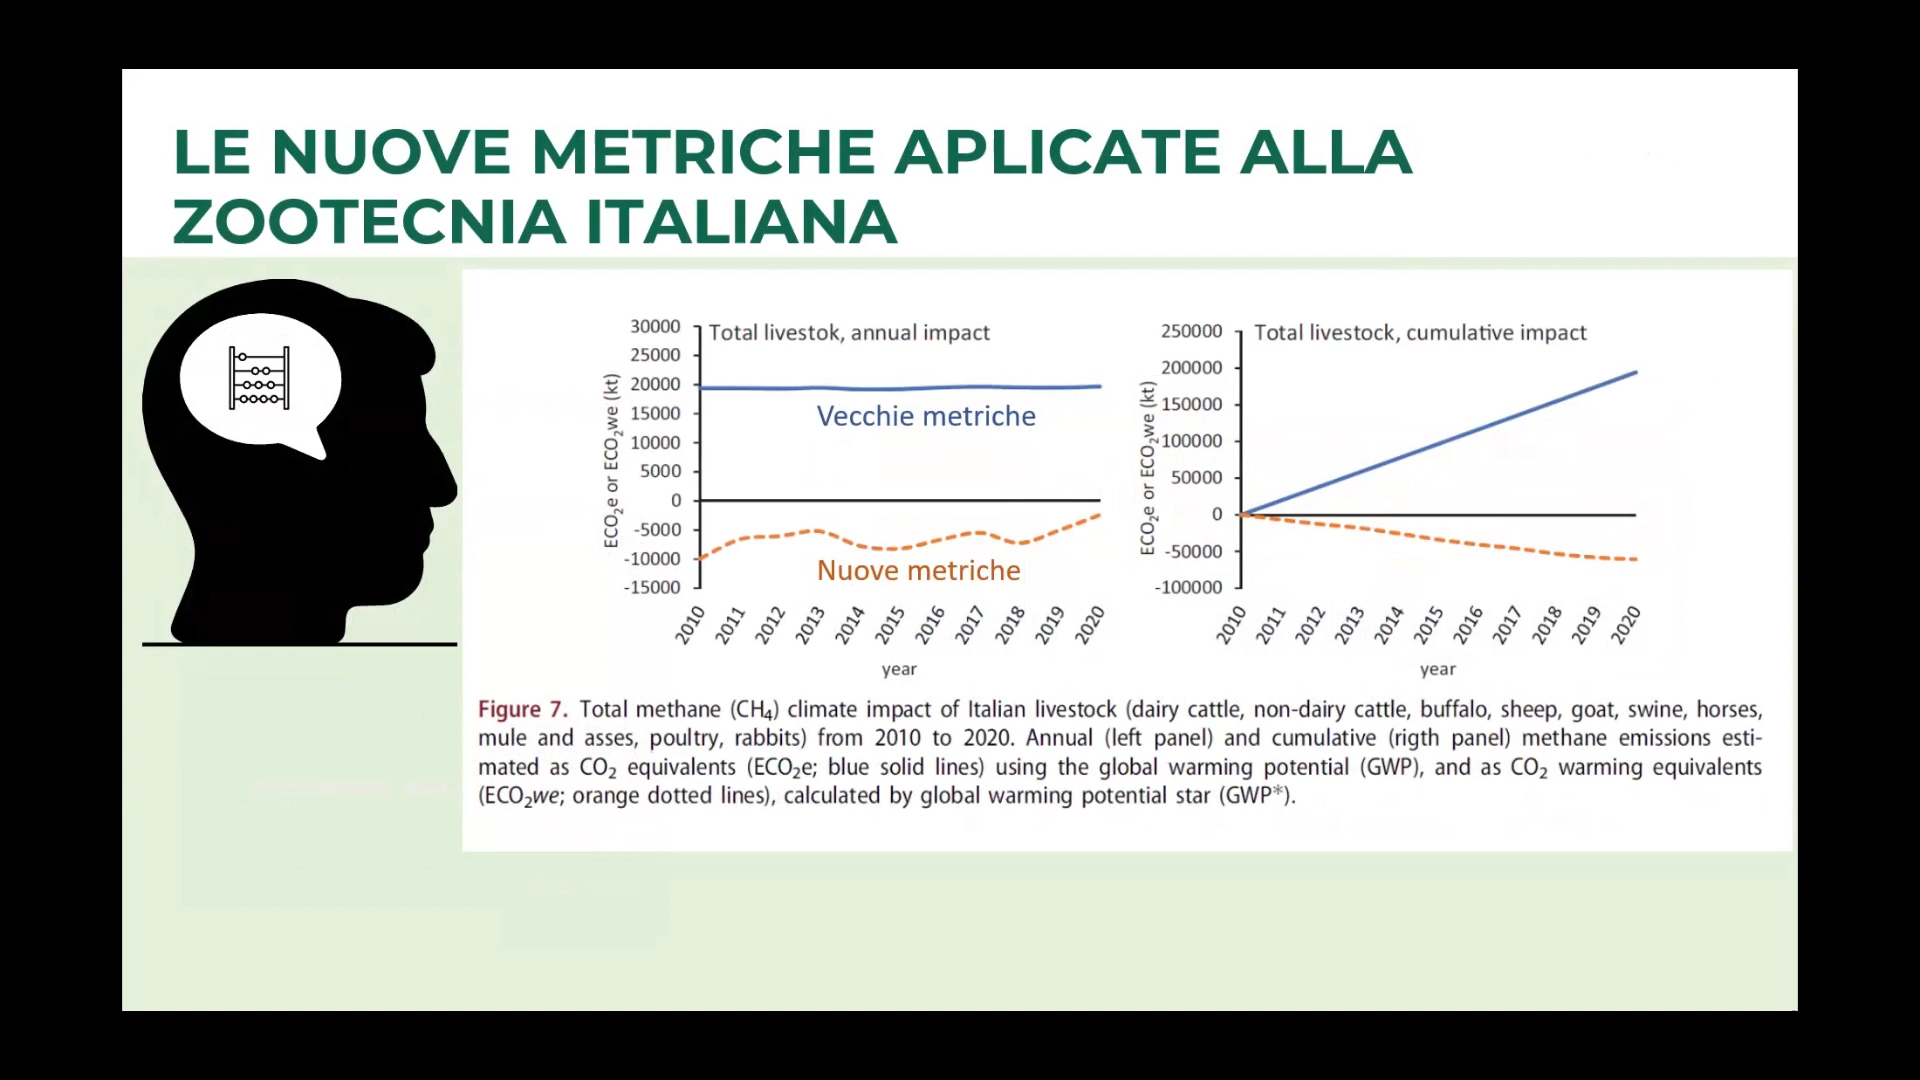 LE NUOVE METRICHE APLICATE ALLA
ZOOTECNIA ITALIANA
Total livestok, annual impact
30000
25000
20000
15000
10000
5000
0
-5000
-10000
-15000
ECO₂e or ECO₂we (kt)
Vecchie metriche
Nuove metriche
2010 2011 2012 2013 2014 2015 2016 2017 2018 2019 2020
year
Total livestock, cumulative impact
250000
200000
150000
100000
50000
0
-50000
-100000
ECO₂e or ECO₂we (kt)
2010 2011 2012 2013 2014 2015 2016 2017 2018 2019 2020
year
Figure 7. Total methane (CH₄) climate impact of Italian livestock (dairy cattle, non-dairy cattle, buffalo, sheep, goat, swine, horses,
mule and asses, poultry, rabbits) from 2010 to 2020. Annual (left panel) and cumulative (rigth panel) methane emissions esti-
mated as CO₂ equivalents (ECO₂e; blue solid lines) using the global warming potential (GWP), and as CO₂ warming equivalents
(ECO₂we; orange dotted lines), calculated by global warming potential star (GWP*).